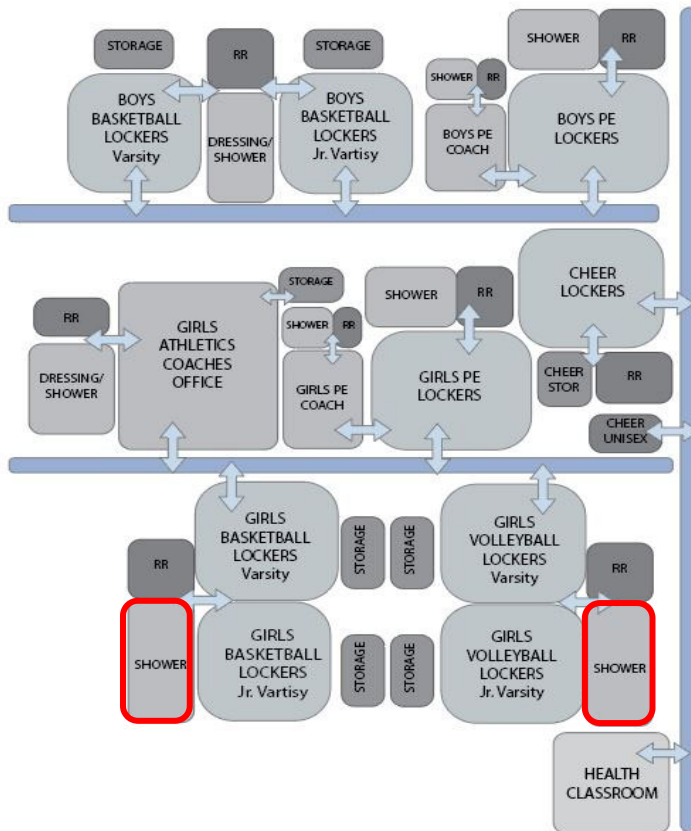 STORAGE
RR
STORAGE
BOYS
BASKETBALL
LOCKERS
Varsity
DRESSING/
SHOWER
BOYS
BASKETBALL
LOCKERS
Jr. Vartisy
SHOWER
RR
BOYS PE
COACH
SHOWER
RR
BOYS PE
LOCKERS
RR
DRESSING/
SHOWER
GIRLS
ATHLETICS
COACHES
OFFICE
STORAGE
SHOWER
RR
GIRLS PE
COACH
SHOWER
RR
GIRLS PE
LOCKERS
CHEER
LOCKERS
CHEER
STOR
RR
CHEER
UNISEX
RR
SHOWER
GIRLS
BASKETBALL
LOCKERS
Varsity
GIRLS
BASKETBALL
LOCKERS
Jr. Vartisy
STORAGE
STORAGE
STORAGE
STORAGE
GIRLS
VOLLEYBALL
LOCKERS
Varsity
GIRLS
VOLLEYBALL
LOCKERS
Jr. Varsity
RR
SHOWER
HEALTH
CLASSROOM